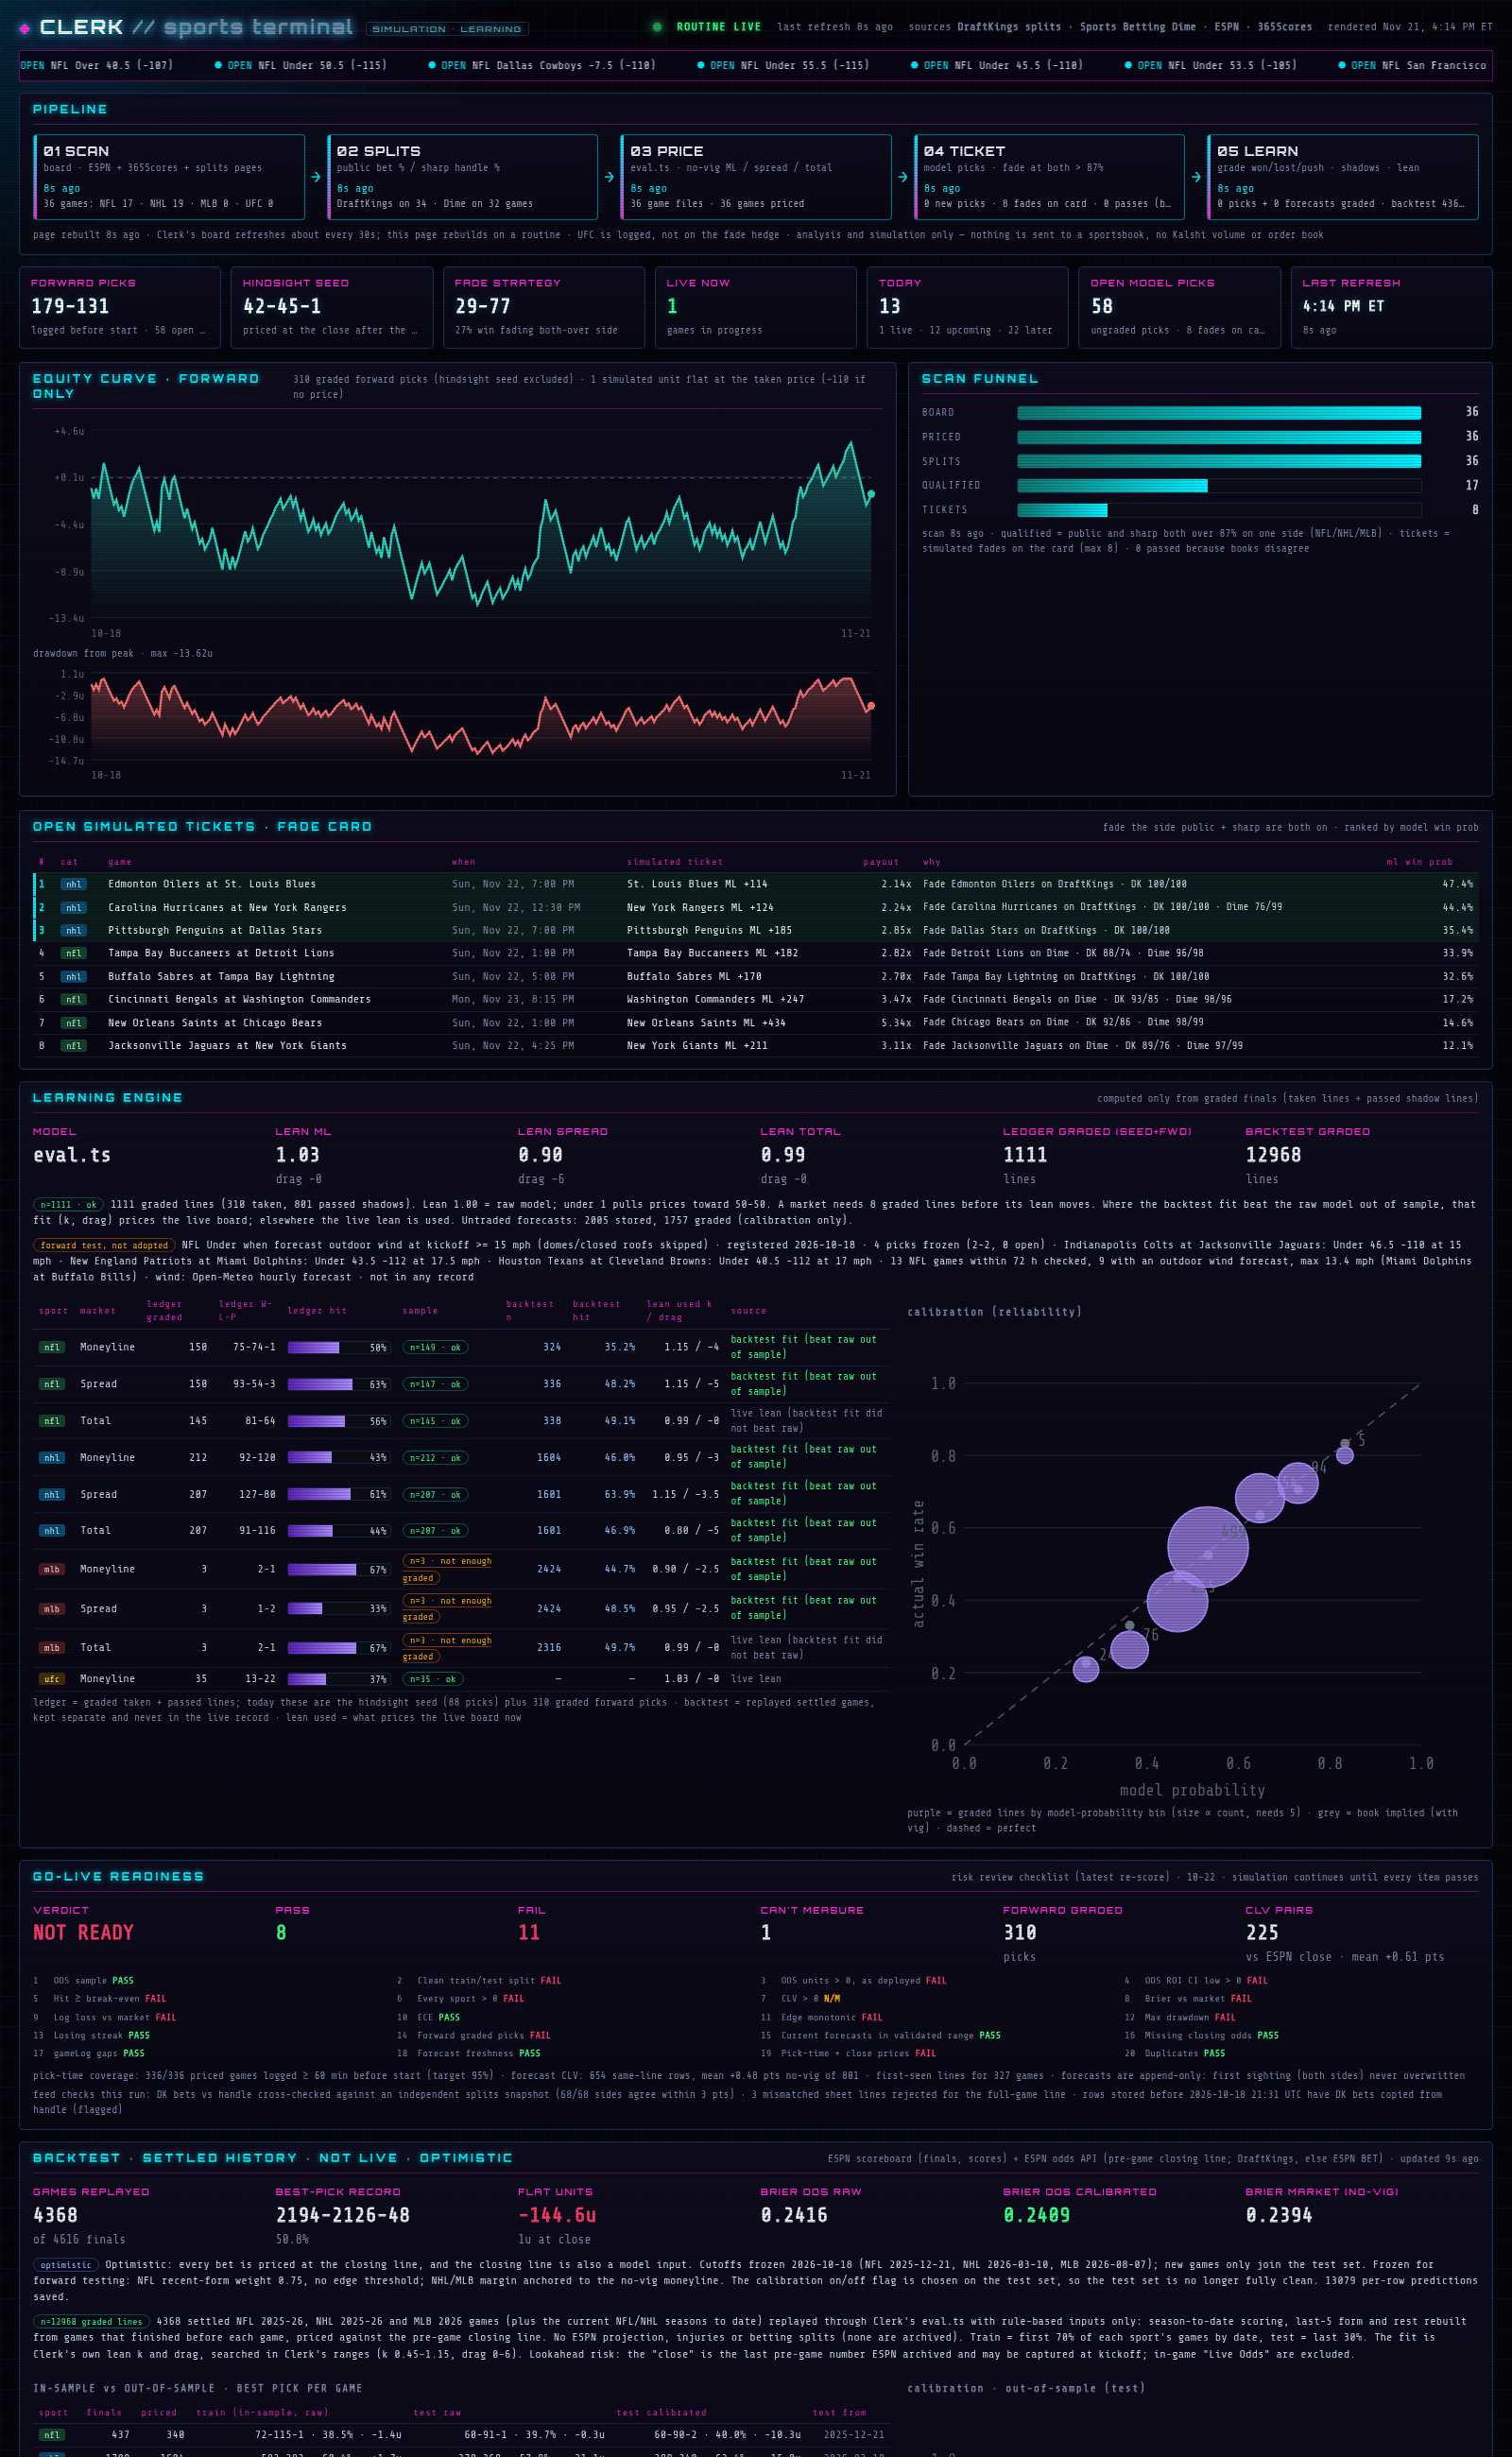 ◆ CLERK // sports terminal SIMULATION · LEARNING ROUTINE LIVE last refresh 8s ago sources DraftKings splits · Sports Betting Dime · ESPN · 365Scores rendered Nov 21, 4:14 PM ET
OPEN NFL Over 40.5 (-107) ● OPEN NFL Under 50.5 (-115) ● OPEN NFL Dallas Cowboys -7.5 (-110) ● OPEN NFL Under 55.5 (-115) ● OPEN NFL Under 45.5 (-110) ● OPEN NFL Under 53.5 (-105) ● OPEN NFL San Francisco
PIPELINE
01 SCAN
board · ESPN + 365Scores + splits pages
8s ago
36 games: NFL 17 · NHL 19 · MLB 0 · UFC 0
→
02 SPLITS
public bet % / sharp handle %
8s ago
DraftKings on 34 · Dime on 32 games
→
03 PRICE
eval.ts · no-vig ML / spread / total
8s ago
36 game files · 36 games priced
→
04 TICKET
model picks · fade at both > 87%
8s ago
0 new picks · 8 fades on card · 0 passes (b…
→
05 LEARN
grade won/lost/push · shadows · lean
8s ago
0 picks + 0 forecasts graded · backtest 436…
page rebuilt 8s ago · Clerk's board refreshes about every 30s; this page rebuilds on a routine · UFC is logged, not on the fade hedge · analysis and simulation only — nothing is sent to a sportsbook, no Kalshi volume or order book
FORWARD PICKS
179-131
logged before start · 58 open …
HINDSIGHT SEED
42-45-1
priced at the close after the …
FADE STRATEGY
29-77
27% win fading both-over side
LIVE NOW
1
games in progress
TODAY
13
1 live · 12 upcoming · 22 later
OPEN MODEL PICKS
58
ungraded picks · 8 fades on ca…
LAST REFRESH
4:14 PM ET
8s ago
EQUITY CURVE · FORWARD ONLY
310 graded forward picks (hindsight seed excluded) · 1 simulated unit flat at the taken price (-110 if no price)
+4.6u
+0.1u
-4.4u
-8.9u
-13.4u
10-18 11-21
drawdown from peak · max -13.62u
1.1u
-2.9u
-6.8u
-10.8u
-14.7u
10-18 11-21
SCAN FUNNEL
BOARD 36
PRICED 36
SPLITS 36
QUALIFIED 17
TICKETS 8
scan 8s ago · qualified = public and sharp both over 87% on one side (NFL/NHL/MLB) · tickets =
simulated fades on the card (max 8) · 0 passed because books disagree
OPEN SIMULATED TICKETS · FADE CARD fade the side public + sharp are both on · ranked by model win prob
# cat game when simulated ticket payout why ml win prob
1 nhl Edmonton Oilers at St. Louis Blues Sun, Nov 22, 7:00 PM St. Louis Blues ML +114 2.14x Fade Edmonton Oilers on DraftKings · DK 100/100 47.4%
2 nhl Carolina Hurricanes at New York Rangers Sun, Nov 22, 12:30 PM New York Rangers ML +124 2.24x Fade Carolina Hurricanes on DraftKings · DK 100/100 · Dime 76/99 44.4%
3 nhl Pittsburgh Penguins at Dallas Stars Sun, Nov 22, 7:00 PM Pittsburgh Penguins ML +185 2.85x Fade Dallas Stars on DraftKings · DK 100/100 35.4%
4 nfl Tampa Bay Buccaneers at Detroit Lions Sun, Nov 22, 1:00 PM Tampa Bay Buccaneers ML +182 2.82x Fade Detroit Lions on Dime · DK 88/74 · Dime 96/98 33.9%
5 nhl Buffalo Sabres at Tampa Bay Lightning Sun, Nov 22, 5:00 PM Buffalo Sabres ML +170 2.70x Fade Tampa Bay Lightning on DraftKings · DK 100/100 32.6%
6 nfl Cincinnati Bengals at Washington Commanders Mon, Nov 23, 8:15 PM Washington Commanders ML +247 3.47x Fade Cincinnati Bengals on Dime · DK 93/85 · Dime 98/96 17.2%
7 nfl New Orleans Saints at Chicago Bears Sun, Nov 22, 1:00 PM New Orleans Saints ML +434 5.34x Fade Chicago Bears on Dime · DK 92/86 · Dime 98/99 14.6%
8 nfl Jacksonville Jaguars at New York Giants Sun, Nov 22, 4:25 PM New York Giants ML +211 3.11x Fade Jacksonville Jaguars on Dime · DK 89/76 · Dime 97/99 12.1%
LEARNING ENGINE computed only from graded finals (taken lines + passed shadow lines)
MODEL
eval.ts
LEAN ML
1.03
drag -0
LEAN SPREAD
0.90
drag -6
LEAN TOTAL
0.99
drag -0
LEDGER GRADED (SEED+FWD)
1111
lines
BACKTEST GRADED
12968
lines
n=1111 · ok 1111 graded lines (310 taken, 801 passed shadows). Lean 1.00 = raw model; under 1 pulls prices toward 50-50. A market needs 8 graded lines before its lean moves. Where the backtest fit beat the raw model out of sample, that
fit (k, drag) prices the live board; elsewhere the live lean is used. Untraded forecasts: 2005 stored, 1757 graded (calibration only).
forward test, not adopted NFL Under when forecast outdoor wind at kickoff >= 15 mph (domes/closed roofs skipped) · registered 2026-10-18 · 4 picks frozen (2-2, 0 open) · Indianapolis Colts at Jacksonville Jaguars: Under 46.5 -110 at 15
mph · New England Patriots at Miami Dolphins: Under 43.5 -112 at 17.5 mph · Houston Texans at Cleveland Browns: Under 40.5 -112 at 17 mph · 13 NFL games within 72 h checked, 9 with an outdoor wind forecast, max 13.4 mph (Miami Dolphins
at Buffalo Bills) · wind: Open-Meteo hourly forecast · not in any record
sport market ledger graded ledger W-L-P ledger hit sample backtest n backtest hit lean used k / drag source
nfl Moneyline 150 75-74-1 50% n=149 · ok 324 35.2% 1.15 / -4 backtest fit (beat raw out of sample)
nfl Spread 150 93-54-3 63% n=147 · ok 336 48.2% 1.15 / -5 backtest fit (beat raw out of sample)
nfl Total 145 81-64 56% n=145 · ok 338 49.1% 0.99 / -0 live lean (backtest fit did not beat raw)
nhl Moneyline 212 92-120 43% n=212 · ok 1604 46.0% 0.95 / -3 backtest fit (beat raw out of sample)
nhl Spread 207 127-80 61% n=207 · ok 1601 63.9% 1.15 / -3.5 backtest fit (beat raw out of sample)
nhl Total 207 91-116 44% n=207 · ok 1601 46.9% 0.80 / -5 backtest fit (beat raw out of sample)
mlb Moneyline 3 2-1 67% n=3 · not enough graded 2424 44.7% 0.90 / -2.5 backtest fit (beat raw out of sample)
mlb Spread 3 1-2 33% n=3 · not enough graded 2424 48.5% 0.95 / -2.5 backtest fit (beat raw out of sample)
mlb Total 3 2-1 67% n=3 · not enough graded 2316 49.7% 0.99 / -0 live lean (backtest fit did not beat raw)
ufc Moneyline 35 13-22 37% n=35 · ok — — 1.03 / -0 live lean
ledger = graded taken + passed lines; today these are the hindsight seed (88 picks) plus 310 graded forward picks · backtest = replayed settled games,
kept separate and never in the live record · lean used = what prices the live board now
calibration (reliability)
1.0
0.8
0.6
0.4
0.2
0.0
actual win rate
5
76
0.0 0.2 0.4 0.6 0.8 1.0
model probability
purple = graded lines by model-probability bin (size ∝ count, needs 5) · grey = book implied (with
vig) · dashed = perfect
GO-LIVE READINESS risk review checklist (latest re-score) · 10-22 · simulation continues until every item passes
VERDICT
NOT READY
PASS
8
FAIL
11
CAN'T MEASURE
1
FORWARD GRADED
310
picks
CLV PAIRS
225
vs ESPN close · mean +0.61 pts
1 OOS sample PASS 2 Clean train/test split FAIL 3 OOS units > 0, as deployed FAIL 4 OOS ROI CI low > 0 FAIL
5 Hit ≥ break-even FAIL 6 Every sport > 0 FAIL 7 CLV > 0 N/M 8 Brier vs market FAIL
9 Log loss vs market FAIL 10 ECE PASS 11 Edge monotonic FAIL 12 Max drawdown FAIL
13 Losing streak PASS 14 Forward graded picks FAIL 15 Current forecasts in validated range PASS 16 Missing closing odds PASS
17 gameLog gaps PASS 18 Forecast freshness PASS 19 Pick-time + close prices FAIL 20 Duplicates PASS
pick-time coverage: 336/336 priced games logged ≥ 60 min before start (target 95%) · forecast CLV: 654 same-line rows, mean +0.48 pts no-vig of 801 · first-seen lines for 327 games · forecasts are append-only: first sighting (both sides) never overwritten
feed checks this run: DK bets vs handle cross-checked against an independent splits snapshot (68/68 sides agree within 3 pts) · 3 mismatched sheet lines rejected for the full-game line · rows stored before 2026-10-18 21:31 UTC have DK bets copied from
handle (flagged)
BACKTEST · SETTLED HISTORY · NOT LIVE · OPTIMISTIC ESPN scoreboard (finals, scores) + ESPN odds API (pre-game closing line; DraftKings, else ESPN BET) · updated 9s ago
GAMES REPLAYED
4368
of 4616 finals
BEST-PICK RECORD
2194-2126-48
50.8%
FLAT UNITS
-144.6u
1u at close
BRIER OOS RAW
0.2416
BRIER OOS CALIBRATED
0.2409
BRIER MARKET (NO-VIG)
0.2394
optimistic Optimistic: every bet is priced at the closing line, and the closing line is also a model input. Cutoffs frozen 2026-10-18 (NFL 2025-12-21, NHL 2026-03-10, MLB 2026-08-07); new games only join the test set. Frozen for
forward testing: NFL recent-form weight 0.75, no edge threshold; NHL/MLB margin anchored to the no-vig moneyline. The calibration on/off flag is chosen on the test set, so the test set is no longer fully clean. 13079 per-row predictions
saved.
n=12968 graded lines 4368 settled NFL 2025-26, NHL 2025-26 and MLB 2026 games (plus the current NFL/NHL seasons to date) replayed through Clerk's eval.ts with rule-based inputs only: season-to-date scoring, last-5 form and rest rebuilt
from games that finished before each game, priced against the pre-game closing line. No ESPN projection, injuries or betting splits (none are archived). Train = first 70% of each sport's games by date, test = last 30%. The fit is
Clerk's own lean k and drag, searched in Clerk's ranges (k 0.45-1.15, drag 0-6). Lookahead risk: the "close" is the last pre-game number ESPN archived and may be captured at kickoff; in-game "Live Odds" are excluded.
IN-SAMPLE vs OUT-OF-SAMPLE · BEST PICK PER GAME calibration · out-of-sample (test)
sport finals priced train (in-sample, raw) test raw test calibrated test from
nfl 437 340 72-115-1 · 38.5% · -1.4u 60-91-1 · 39.7% · -0.3u 60-90-2 · 40.0% · -10.3u 2025-12-21